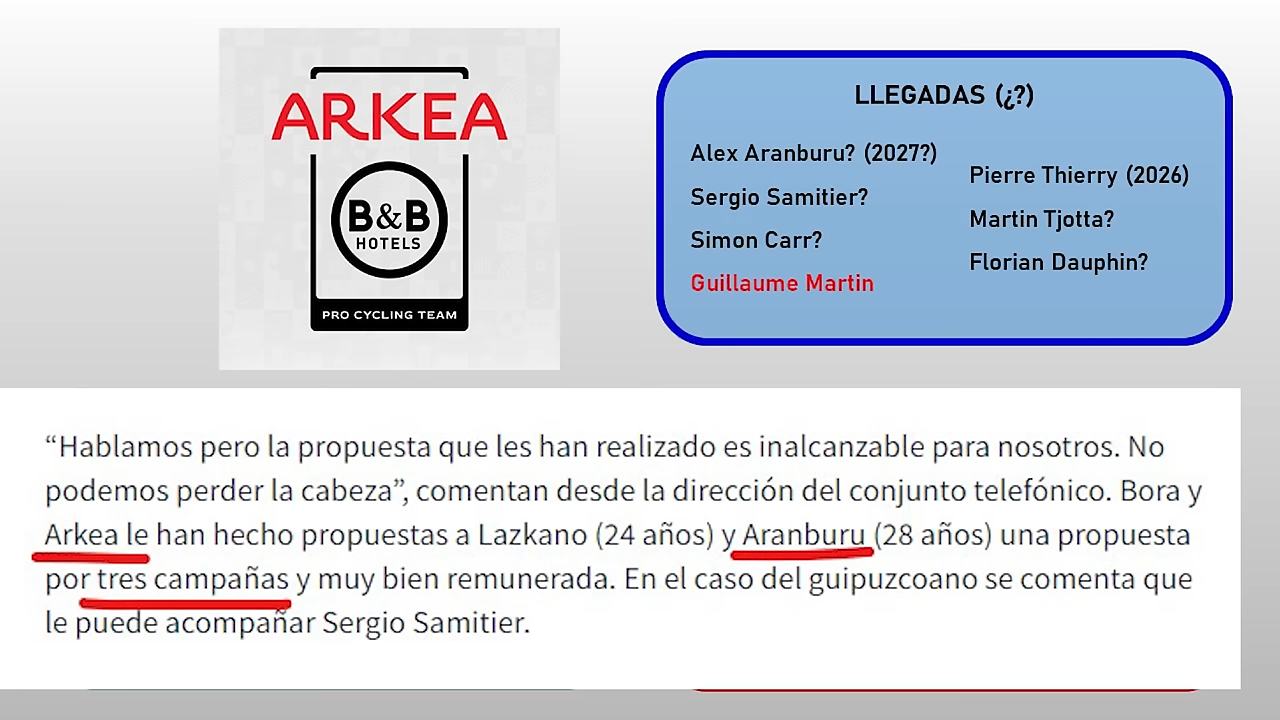 ARKEA
B&B
HOTELS
PRO CYCLING TEAM
LLEGADAS (¿?)
Alex Aranburu? (2027?)
Sergio Samitier?
Simon Carr?
Guillaume Martin
Pierre Thierry (2026)
Martin Tjotta?
Florian Dauphin?
“Hablamos pero la propuesta que les han realizado es inalcanzable para nosotros. No
podemos perder la cabeza”, comentan desde la dirección del conjunto telefónico. Bora y
Arkea le han hecho propuestas a Lazkano (24 años) y Aranburu (28 años) una propuesta
por tres campañas y muy bien remunerada. En el caso del guipuzcoano se comenta que
le puede acompañar Sergio Samitier.